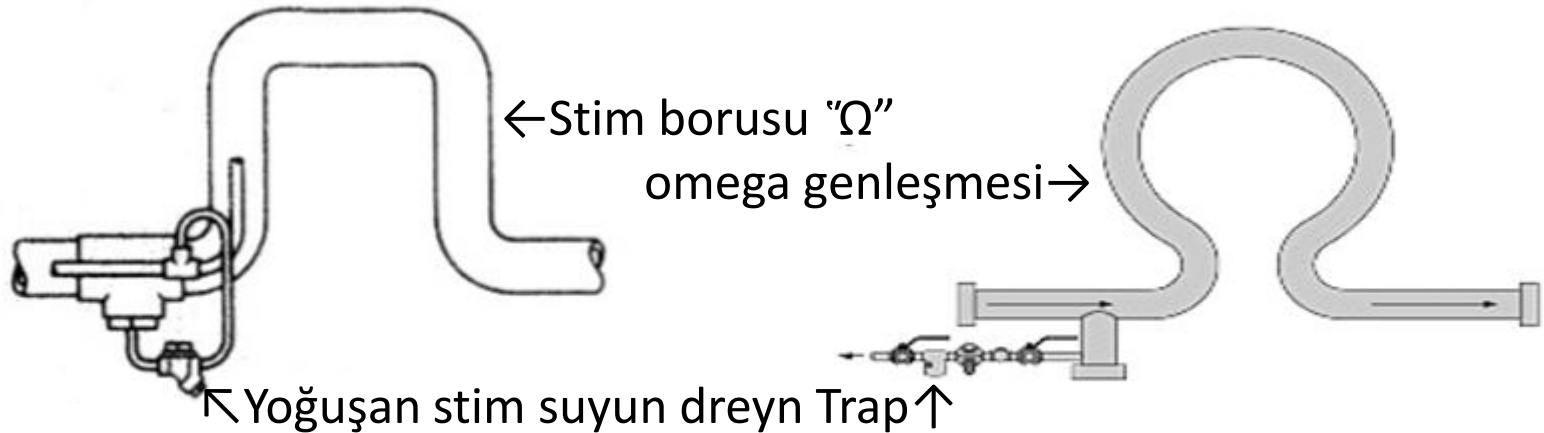 ←Stim borusu “Ω”
omega genleşmesi→
↖Yoğuşan stim suyun dreyn Trap↑